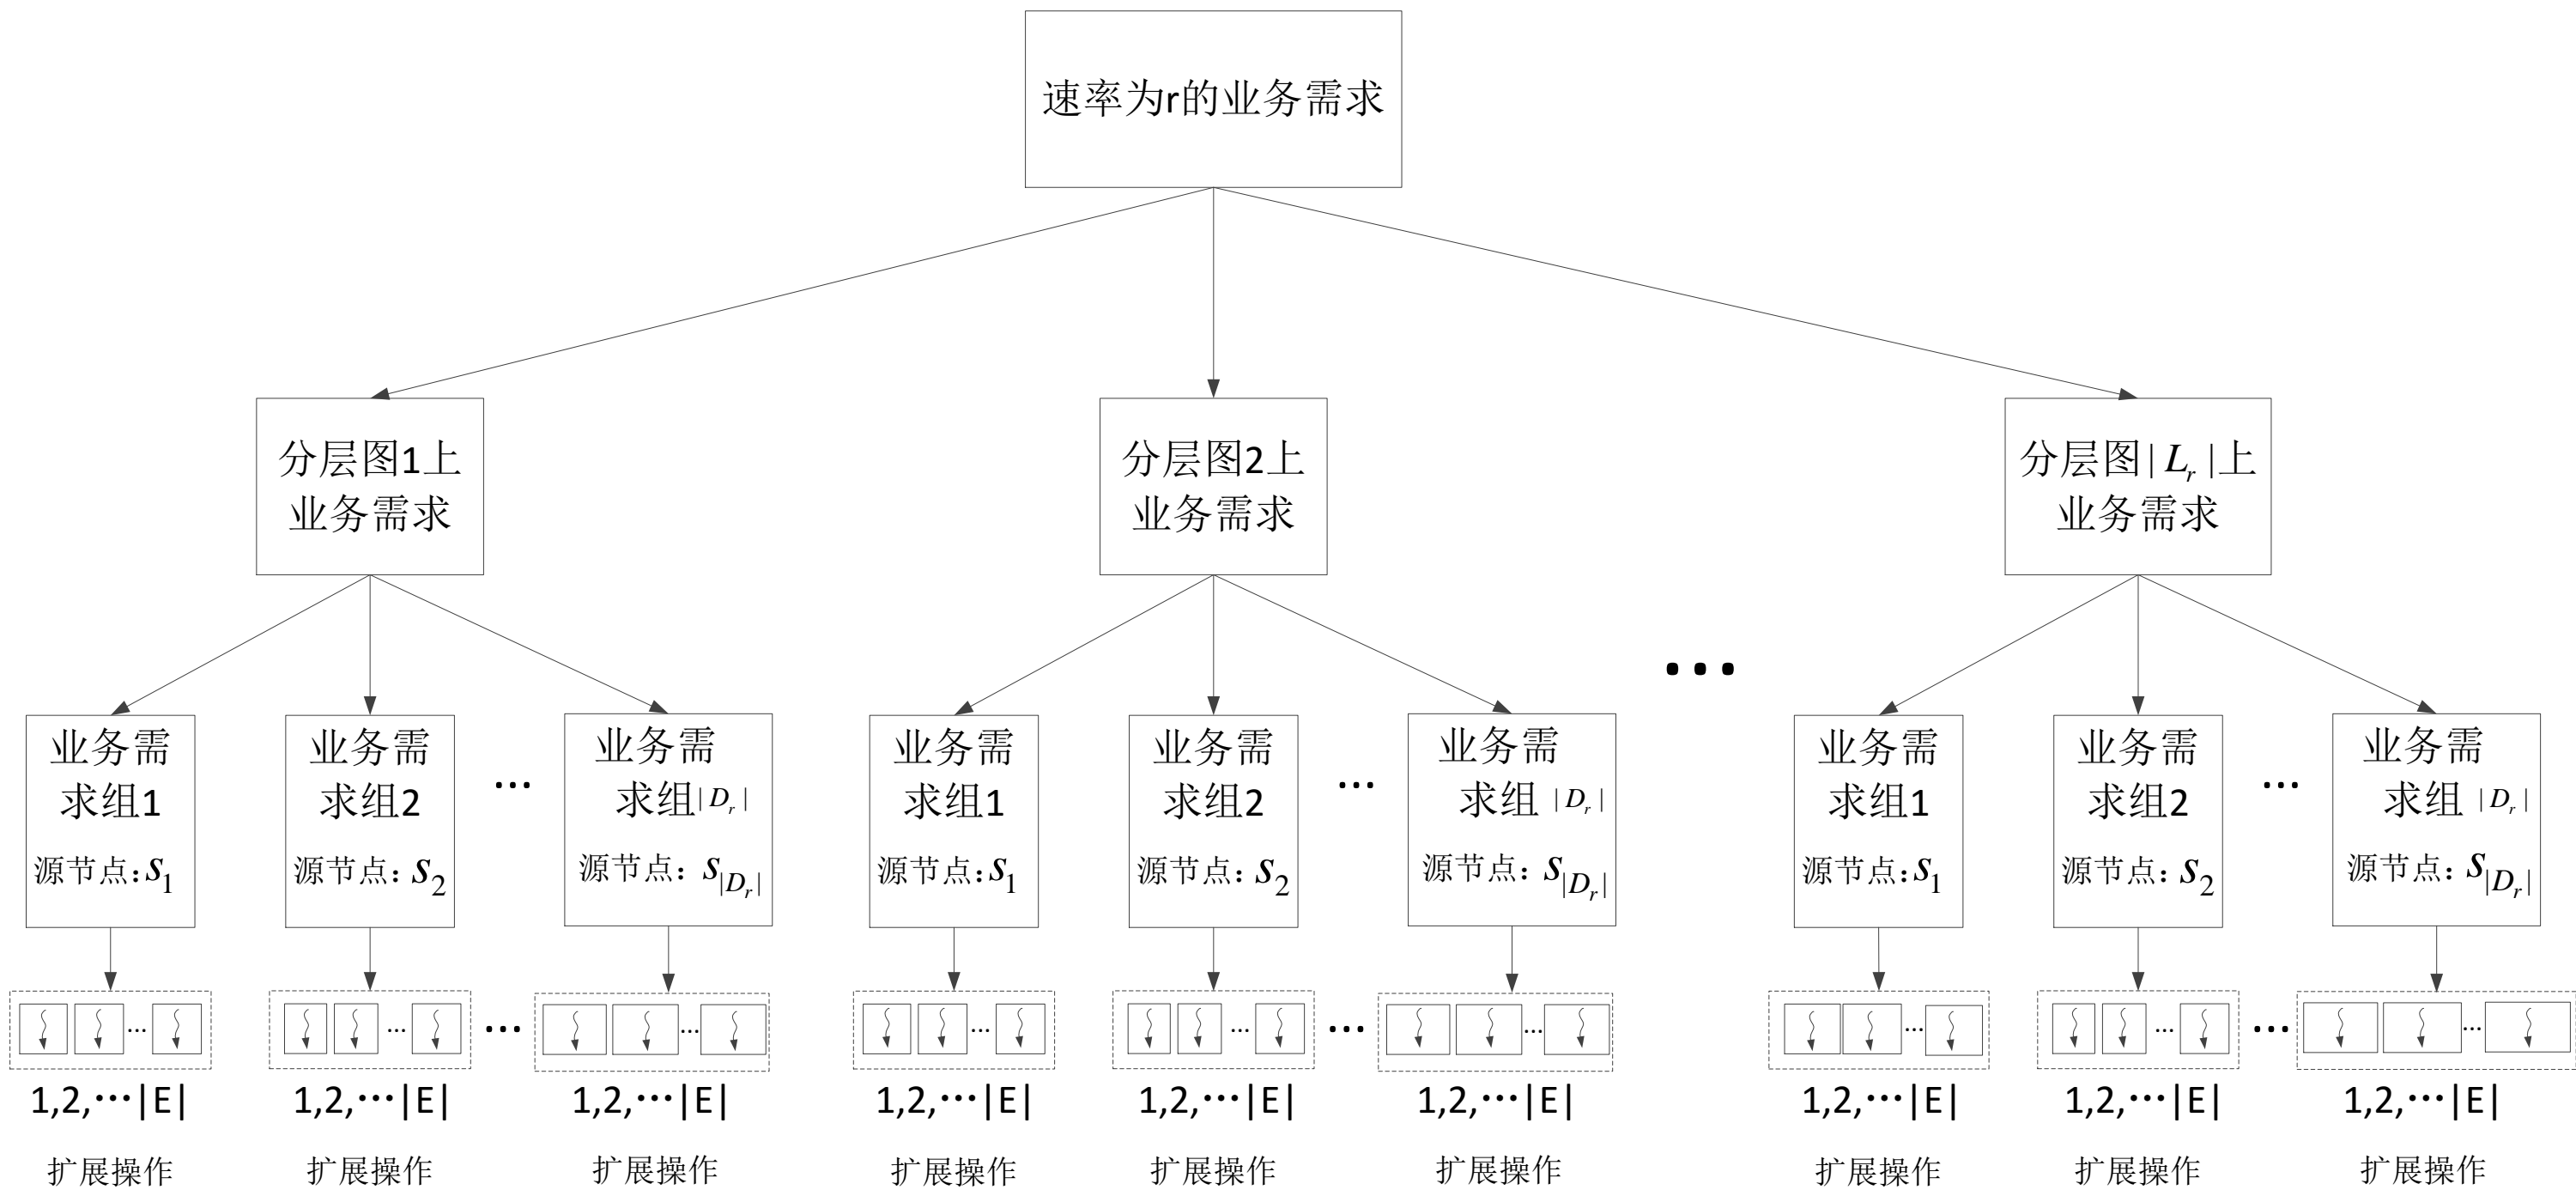 速率为r的业务需求
分层图1上
业务需求
分层图2上
业务需求
分层图|L_r|上
业务需求
...
业务需
求组1
源节点:s_1
业务需
求组2
源节点:s_2
...
业务需
求组|D_r|
源节点:s_{|D_r|}
业务需
求组1
源节点:s_1
业务需
求组2
源节点:s_2
...
业务需
求组|D_r|
源节点:s_{|D_r|}
业务需
求组1
源节点:s_1
业务需
求组2
源节点:s_2
...
业务需
求组|D_r|
源节点:s_{|D_r|}
... ... ... ... ... ... ... ... ... ... ... ...
1,2,…|E|
1,2,…|E|
1,2,…|E|
1,2,…|E|
1,2,…|E|
1,2,…|E|
1,2,…|E|
1,2,…|E|
1,2,…|E|
扩展操作
扩展操作
扩展操作
扩展操作
扩展操作
扩展操作
扩展操作
扩展操作
扩展操作